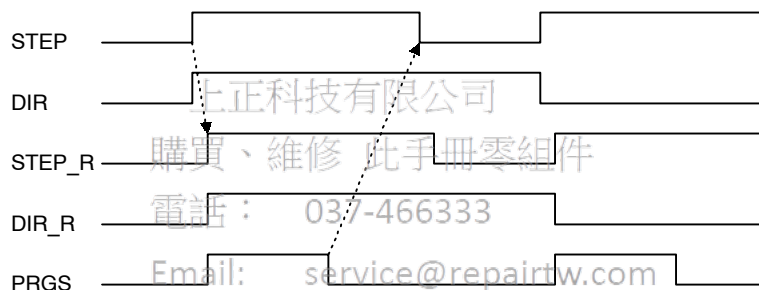 STEP
DIR
上正科技有限公司
購買、維修 此手冊零組件
STEP_R
電話： 037-466333
DIR_R
Email: service@repairtw.com
PRGS